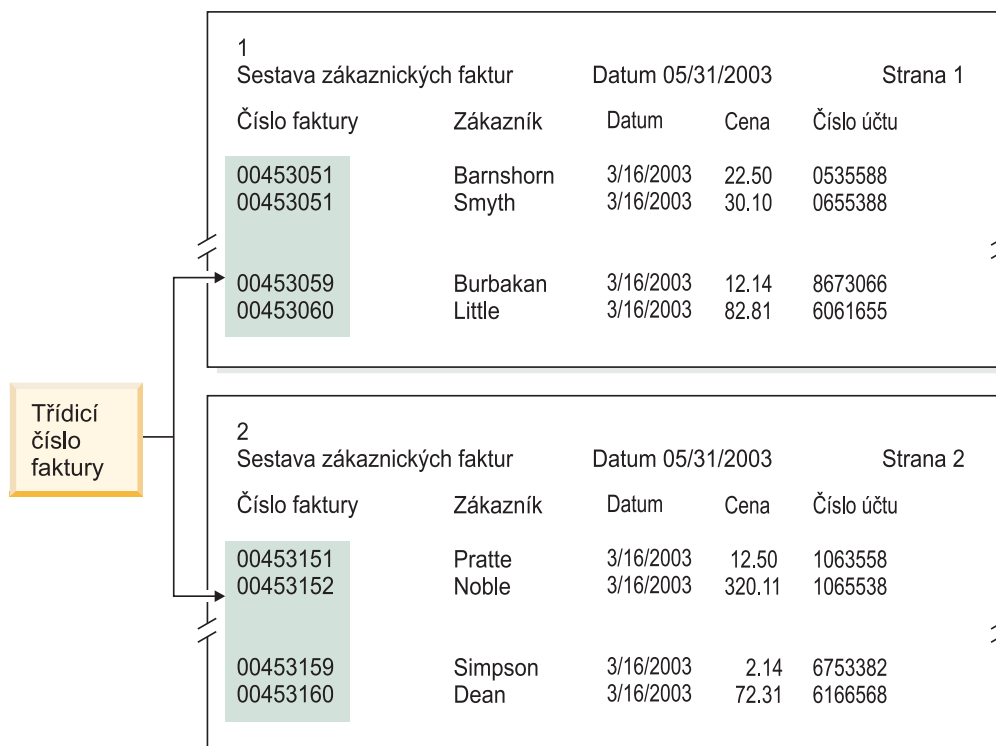 1
Sestava zákaznických faktur Datum 05/31/2003 Strana 1
Číslo faktury Zákazník Datum Cena Číslo účtu
00453051 Barnshorn 3/16/2003 22.50 0535588
00453051 Smyth 3/16/2003 30.10 0655388
00453059 Burbakan 3/16/2003 12.14 8673066
00453060 Little 3/16/2003 82.81 6061655
Třídicí
číslo
faktury
2
Sestava zákaznických faktur Datum 05/31/2003 Strana 2
Číslo faktury Zákazník Datum Cena Číslo účtu
00453151 Pratte 3/16/2003 12.50 1063558
00453152 Noble 3/16/2003 320.11 1065538
00453159 Simpson 3/16/2003 2.14 6753382
00453160 Dean 3/16/2003 72.31 6166568